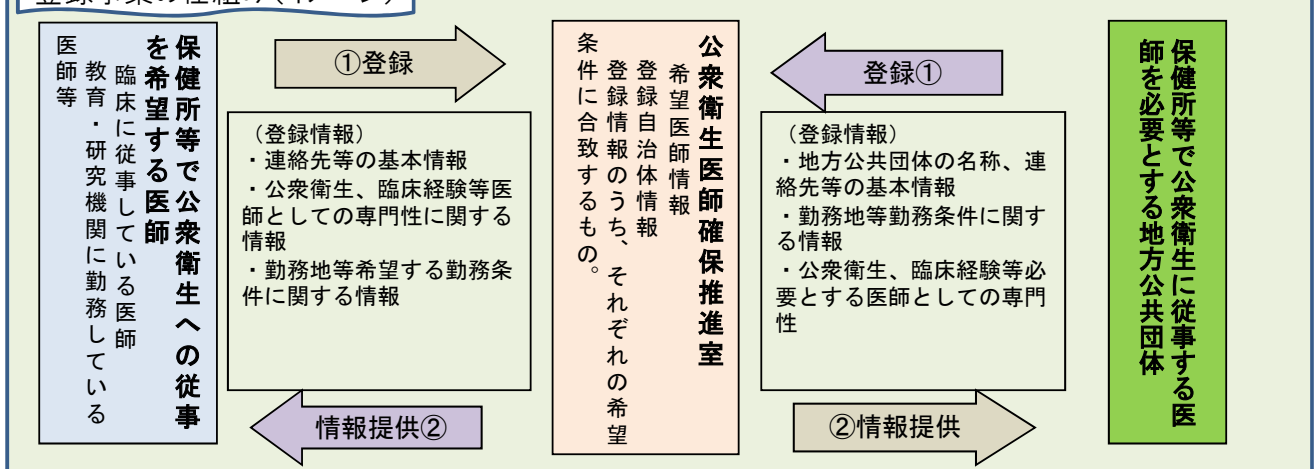 保健所等で公衆衛生への従事
を希望する医師
臨床に従事している医師
教育・研究機関に勤務している
医師等
①登録
（登録情報）
・連絡先等の基本情報
・公衆衛生、臨床経験等医
師としての専門性に関する
情報
・勤務地等希望する勤務条
件に関する情報
情報提供②
公衆衛生医師確保推進室
希望医師情報
登録自治体情報
登録情報のうち、それぞれの希望
条件に合致するもの。
登録①
（登録情報）
・地方公共団体の名称、連
絡先等の基本情報
・勤務地等勤務条件に関す
る情報
・公衆衛生、臨床経験等必
要とする医師としての専門
性
②情報提供
保健所等で公衆衛生に従事する医
師を必要とする地方公共団体